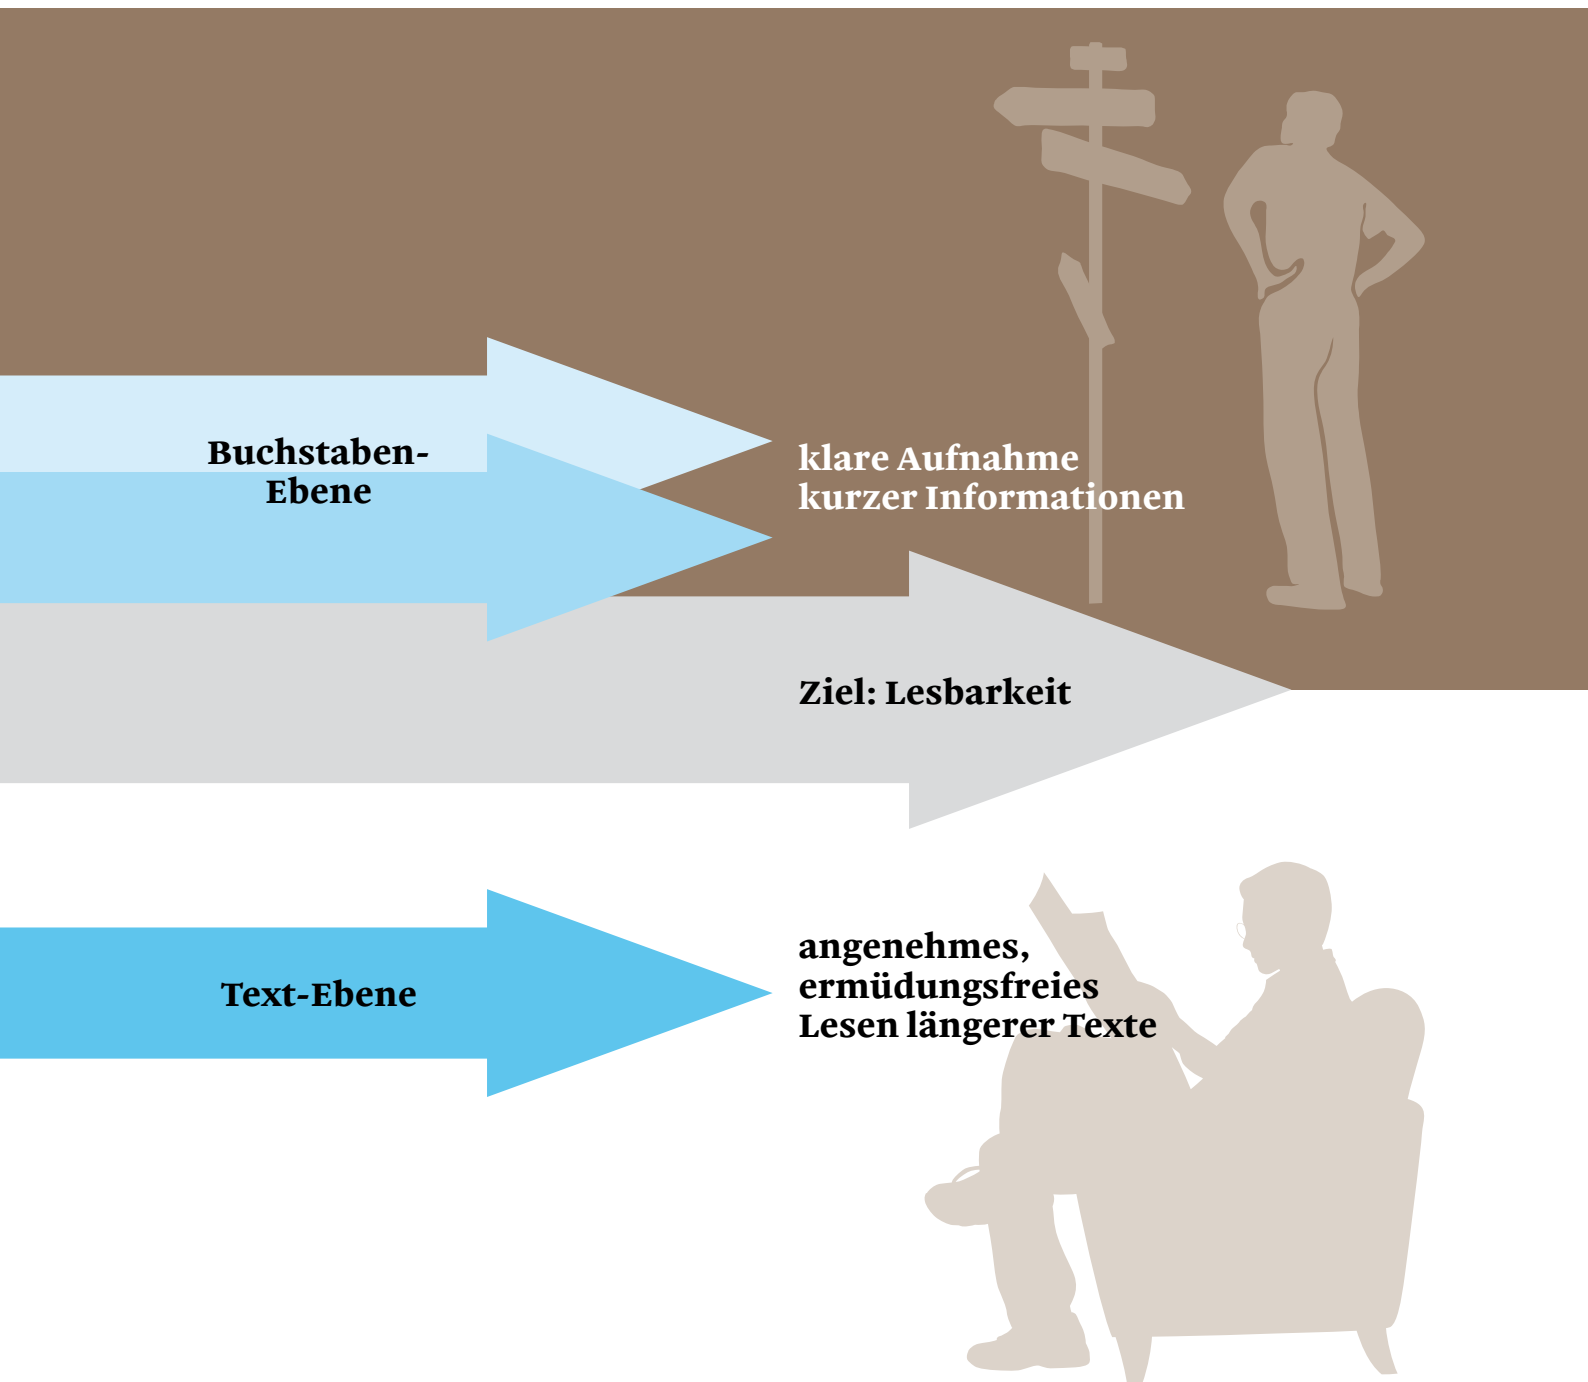 Buchstaben-
Ebene
klare Aufnahme
kurzer Informationen
Ziel: Lesbarkeit
Text-Ebene
angenehmes,
ermüdungsfreies
Lesen längerer Texte